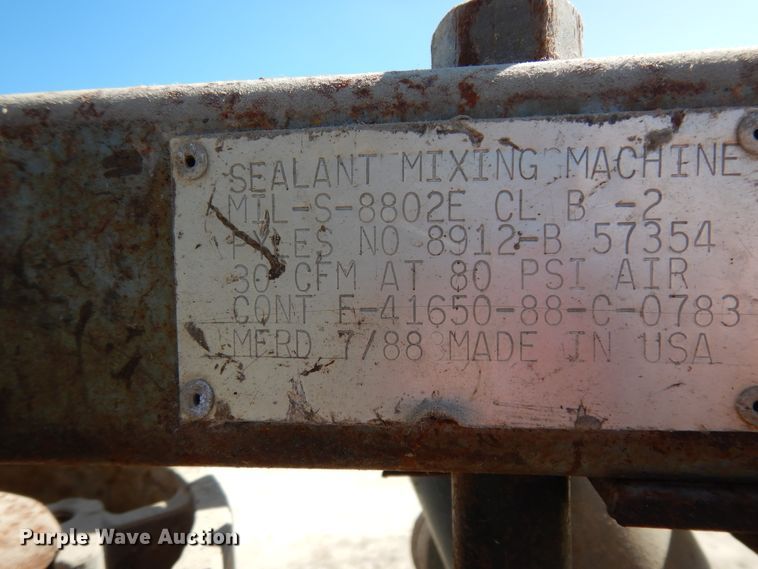 SEALANT MIXING MACHINE
MIL-S-8802E CL B -2
PYLES NO 8912-B 57354
30 CFM AT 80 PSI AIR
CONT F-41650-88-C-0783
MFRD 7/88 MADE IN USA
Purple Wave Auction